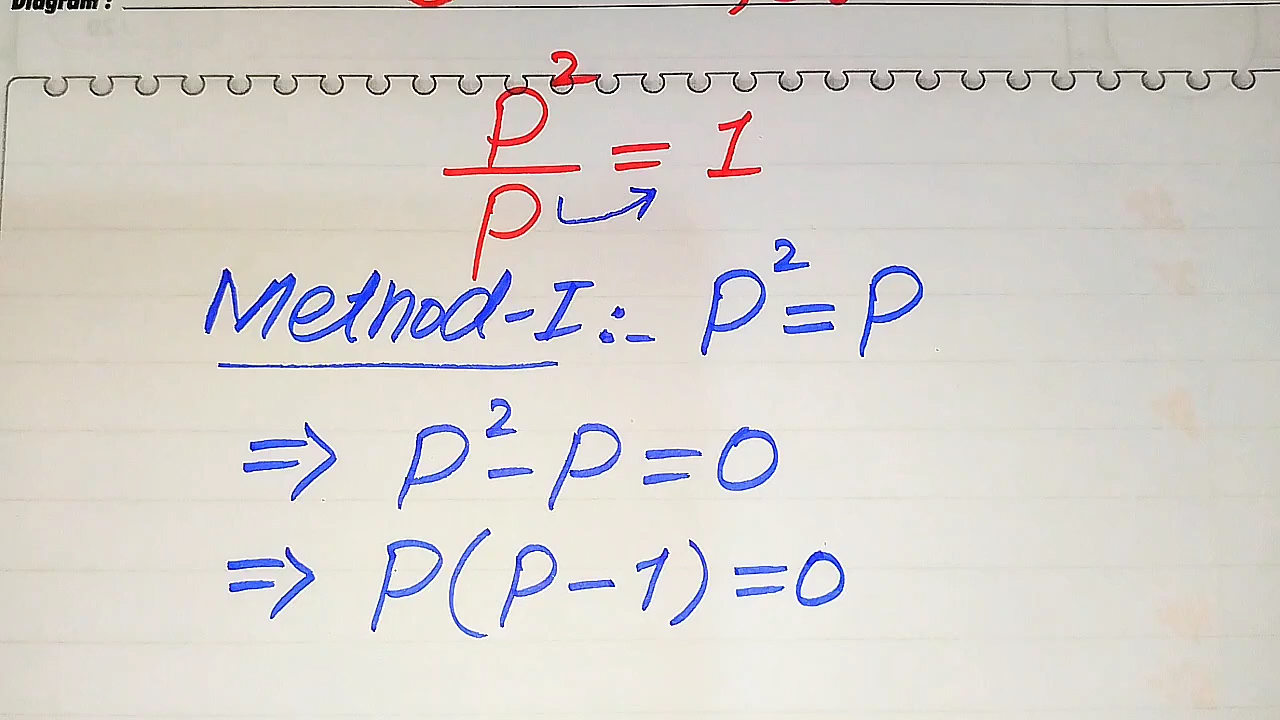 Diagram :
P²/P = 1
Method-I :- P² = P
=> P² - P = 0
=> P(P-1) = 0